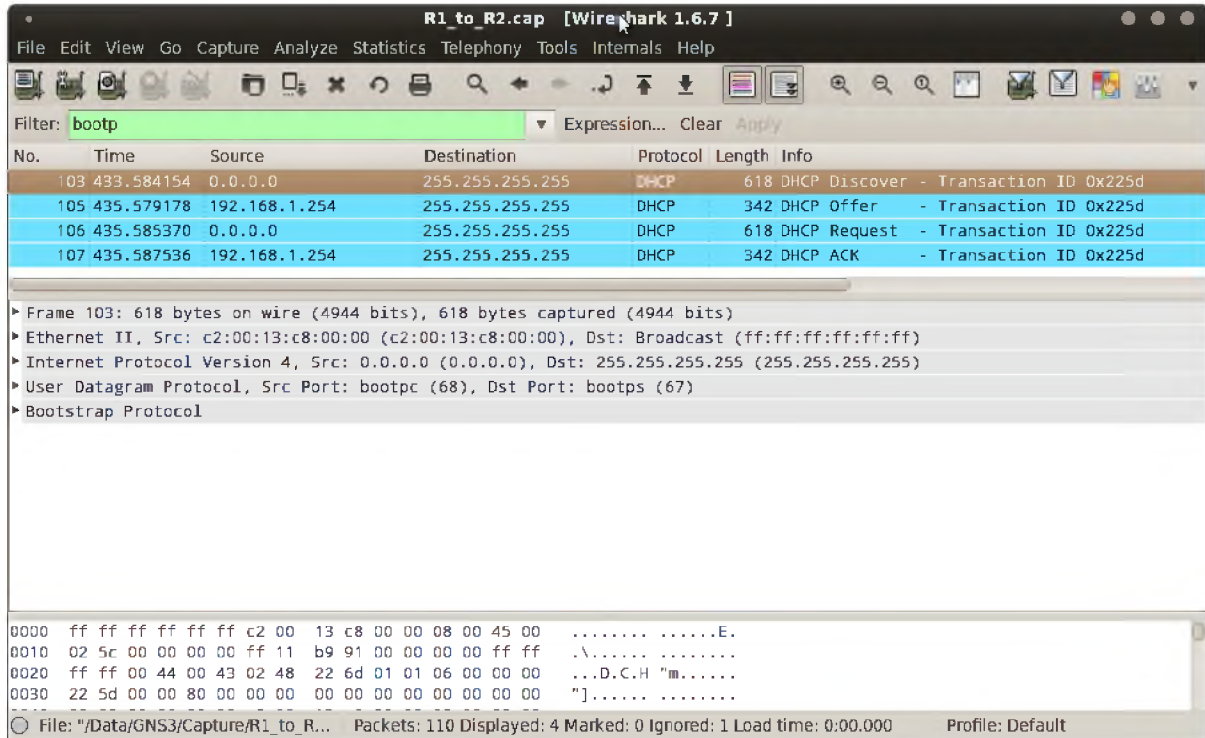 R1_to_R2.cap [Wireshark 1.6.7 ]
File Edit View Go Capture Analyze Statistics Telephony Tools Internals Help
Filter: bootp Expression... Clear Apply
No. Time Source Destination Protocol Length Info
103 433.584154 0.0.0.0 255.255.255.255 DHCP 618 DHCP Discover - Transaction ID 0x225d
105 435.579178 192.168.1.254 255.255.255.255 DHCP 342 DHCP Offer - Transaction ID 0x225d
106 435.585370 0.0.0.0 255.255.255.255 DHCP 618 DHCP Request - Transaction ID 0x225d
107 435.587536 192.168.1.254 255.255.255.255 DHCP 342 DHCP ACK - Transaction ID 0x225d
Frame 103: 618 bytes on wire (4944 bits), 618 bytes captured (4944 bits)
Ethernet II, Src: c2:00:13:c8:00:00 (c2:00:13:c8:00:00), Dst: Broadcast (ff:ff:ff:ff:ff:ff)
Internet Protocol Version 4, Src: 0.0.0.0 (0.0.0.0), Dst: 255.255.255.255 (255.255.255.255)
User Datagram Protocol, Src Port: bootpc (68), Dst Port: bootps (67)
Bootstrap Protocol
0000 ff ff ff ff ff ff c2 00 13 c8 00 00 08 00 45 00 ........ ......E.
0010 02 5c 00 00 00 00 ff 11 b9 91 00 00 00 00 ff ff .\...... ........
0020 ff ff 00 44 00 43 02 48 22 6d 01 01 06 00 00 00 ...D.C.H "m......
0030 22 5d 00 00 80 00 00 00 00 00 00 00 00 00 00 00 "]...... ........
File: "/Data/GNS3/Capture/R1_to_R... Packets: 110 Displayed: 4 Marked: 0 Ignored: 1 Load time: 0:00.000 Profile: Default